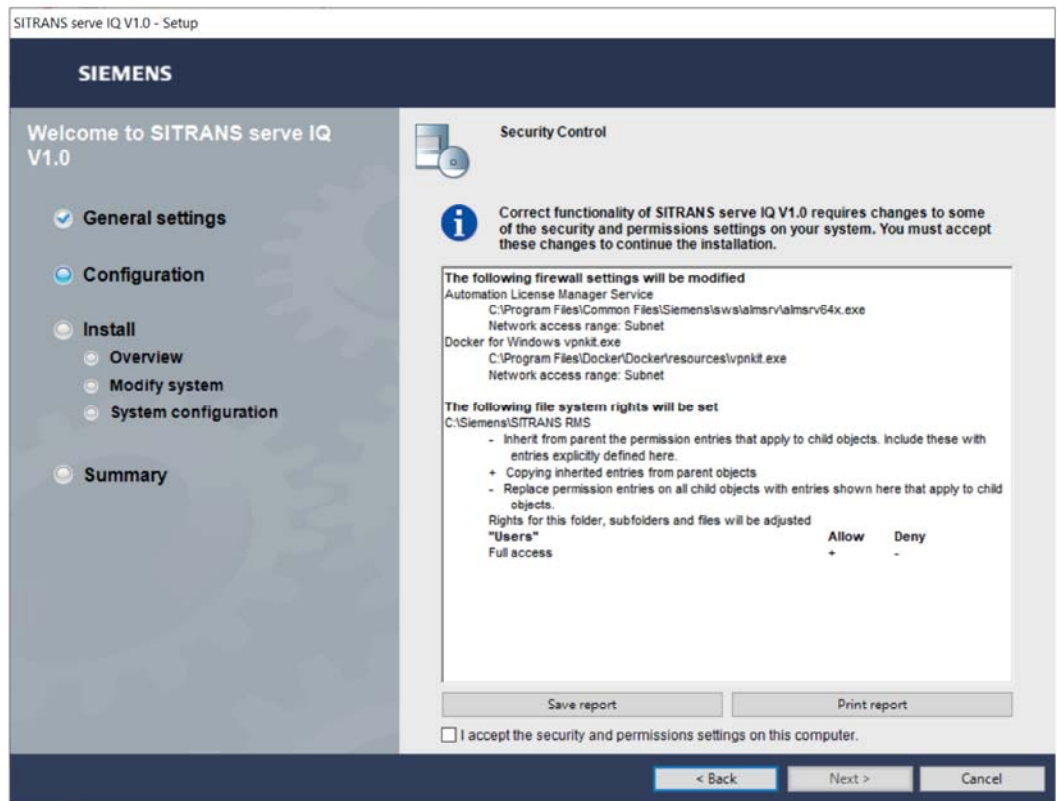 SITRANS serve IQ V1.0 - Setup
SIEMENS
Welcome to SITRANS serve IQ
V1.0
General settings
Configuration
Install
Overview
Modify system
System configuration
Summary
Security Control
Correct functionality of SITRANS serve IQ V1.0 requires changes to some
of the security and permissions settings on your system. You must accept
these changes to continue the installation.
The following firewall settings will be modified
Automation License Manager Service
C:\Program Files\Common Files\Siemens\sws\almsrv\almsrv64x.exe
Network access range: Subnet
Docker for Windows vpnkit.exe
C:\Program Files\Docker\Docker\resources\vpnkit.exe
Network access range: Subnet
The following file system rights will be set
C:\Siemens\SITRANS RMS
- Inherit from parent the permission entries that apply to child objects. Include these with
entries explicitly defined here.
+ Copying inherited entries from parent objects
- Replace permission entries on all child objects with entries shown here that apply to child
objects.
Rights for this folder, subfolders and files will be adjusted
"Users" Allow Deny
Full access + -
Save report Print report
I accept the security and permissions settings on this computer.
< Back Next > Cancel